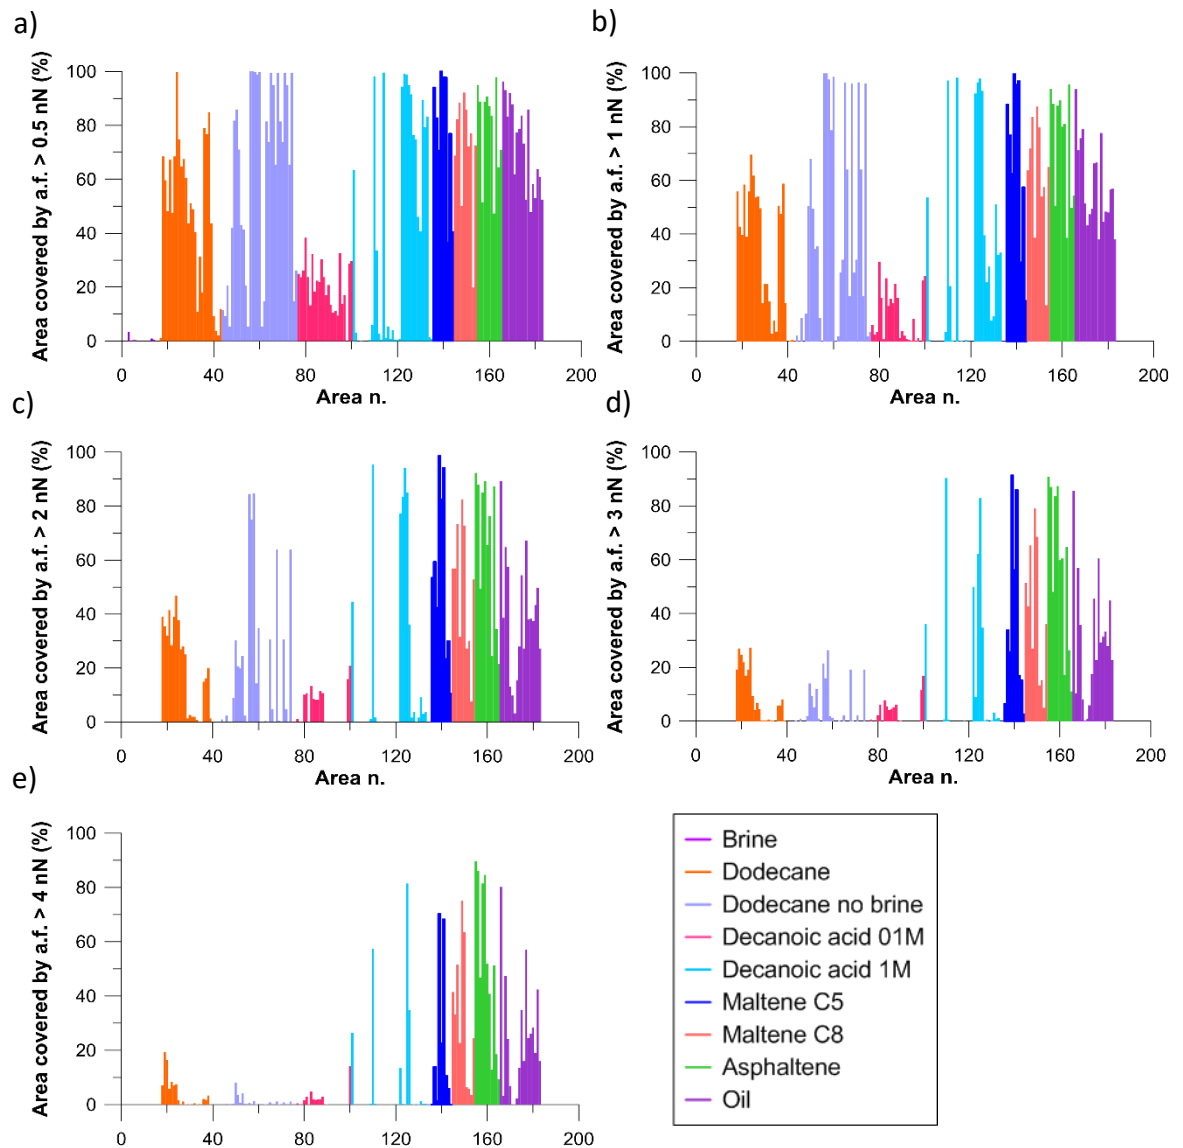 a)
Area covered by a.f. > 0.5 nN (%)
100
80
60
40
20
0
0 40 80 120 160 200
Area n.
b)
Area covered by a.f. > 1 nN (%)
100
80
60
40
20
0
0 40 80 120 160 200
Area n.
c)
Area covered by a.f. > 2 nN (%)
100
80
60
40
20
0
0 40 80 120 160 200
Area n.
d)
Area covered by a.f. > 3 nN (%)
100
80
60
40
20
0
0 40 80 120 160 200
Area n.
e)
Area covered by a.f. > 4 nN (%)
100
80
60
40
20
0
0 40 80 120 160 200
Brine
Dodecane
Dodecane no brine
Decanoic acid 01M
Decanoic acid 1M
Maltene C5
Maltene C8
Asphaltene
Oil